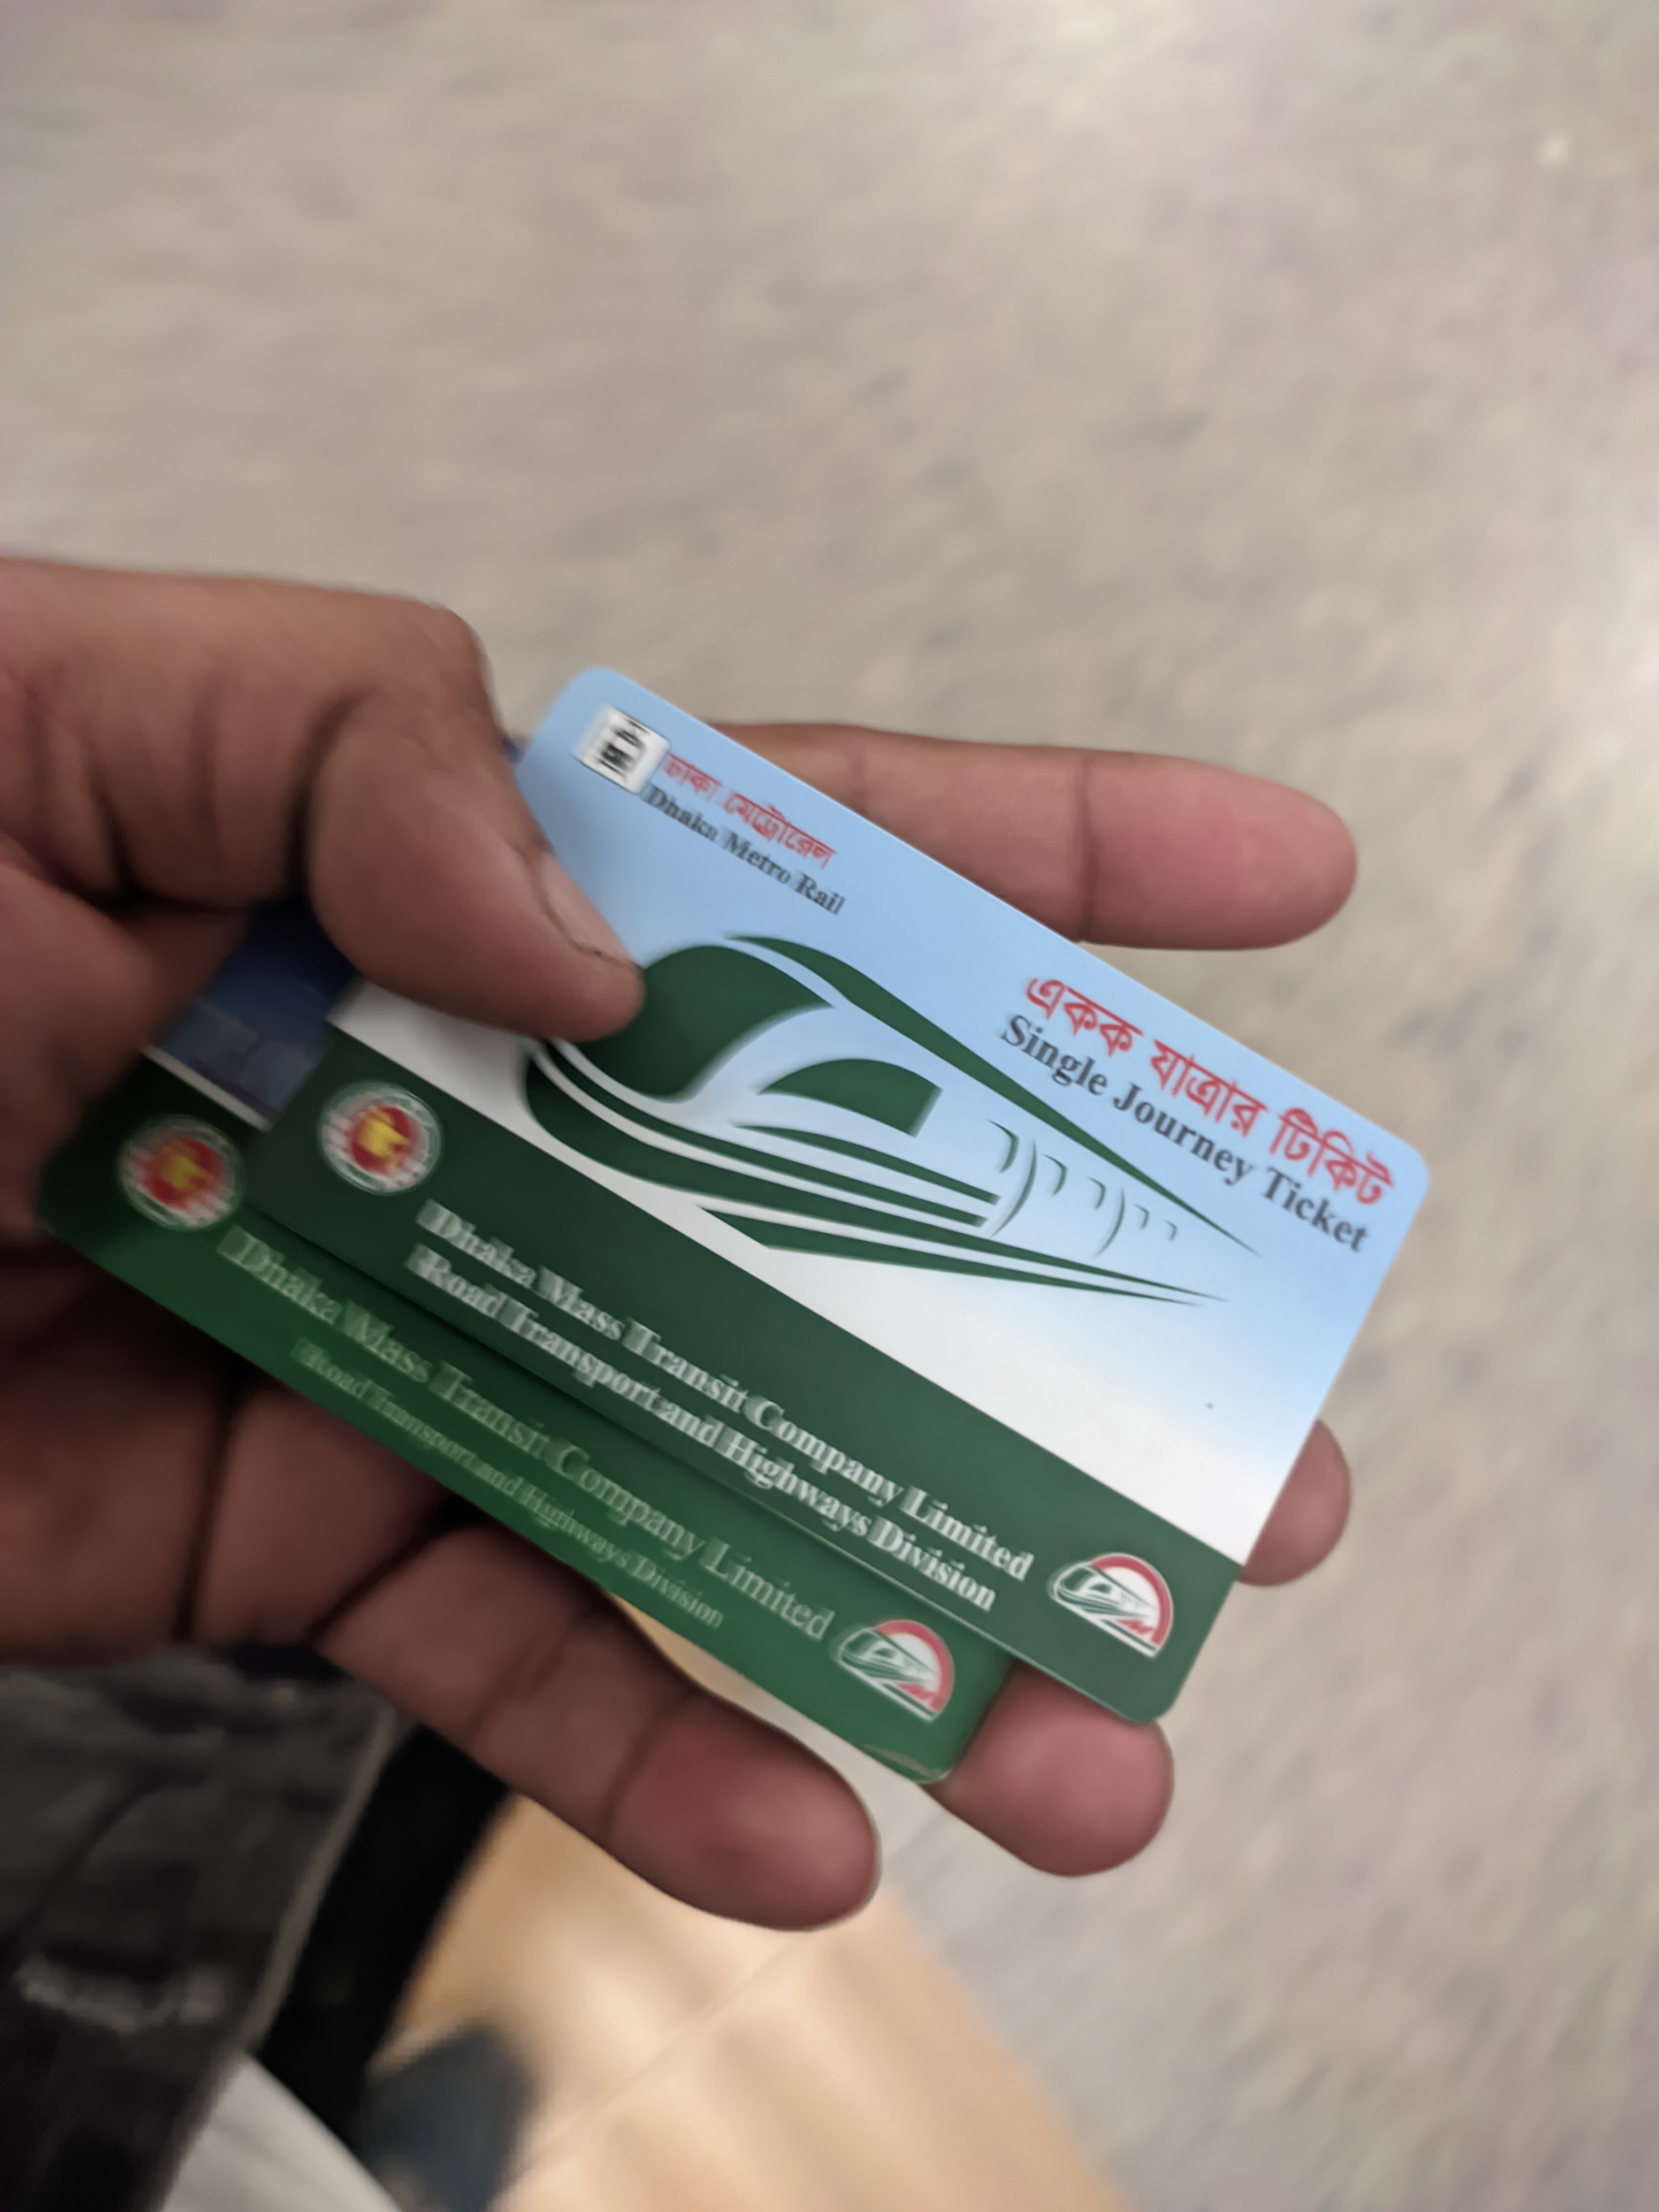 ঢাকা মেট্রোরেল
Dhaka Metro Rail
একক যাত্রার টিকিট
Single Journey Ticket
Dhaka Mass Transit Company Limited
Road Transport and Highways Division
Dhaka Mass Transit Company Limited
Road Transport and Highways Division